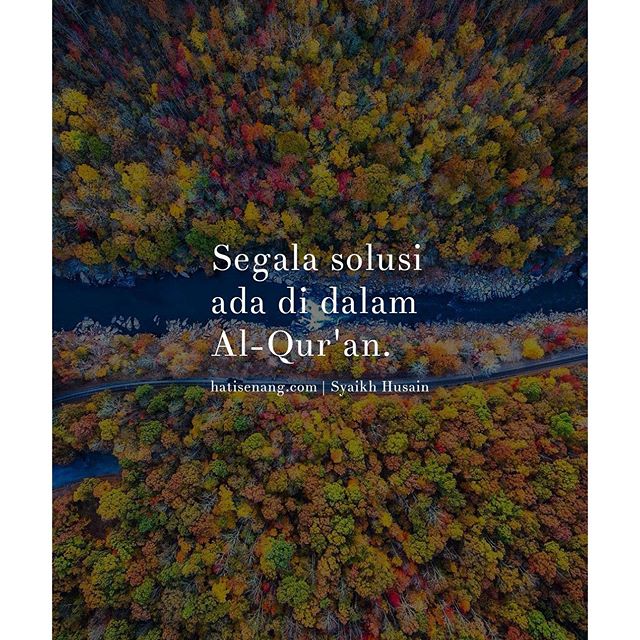 Segala solusi
ada di dalam
Al-Qur'an.
hatisenang.com | Syaikh Husain